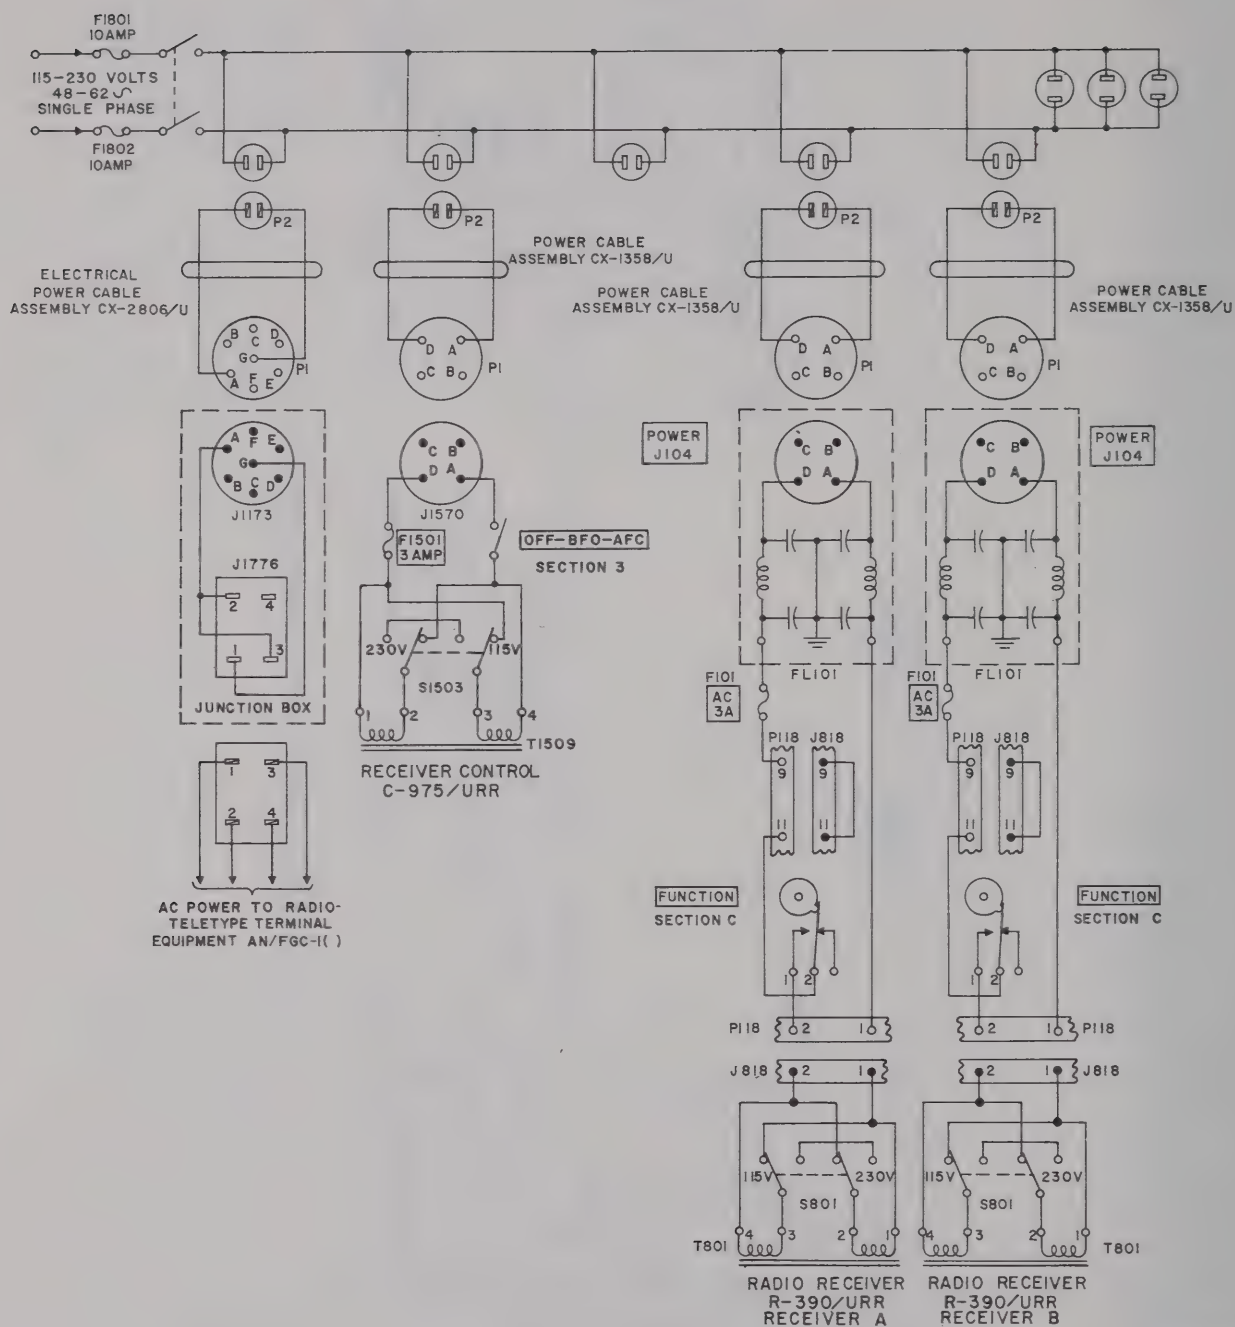 F1801
10AMP
115-230 VOLTS
48-62∿
SINGLE PHASE
F1802
10AMP
P2
P2
P2
P2
ELECTRICAL
POWER CABLE
ASSEMBLY CX-2806/U
POWER CABLE
ASSEMBLY CX-1358/U
POWER CABLE
ASSEMBLY CX-1358/U
POWER CABLE
ASSEMBLY CX-1358/U
B C D
G
A F E
P1
D A
C B
P1
D A
C B
P1
D A
C B
P1
A F E
G
B C D
J1173
J1776
2 4
1 3
JUNCTION BOX
1 3
2 4
AC POWER TO RADIO-
TELETYPE TERMINAL
EQUIPMENT AN/FGC-1( )
C B
D A
J1570
F1501
3 AMP
OFF-BFO-AFC
SECTION 3
230V
115V
S1503
1 2 3 4
T1509
RECEIVER CONTROL
C-975/URR
POWER
J104
C B
D A
FL101
F101
AC
3A
P118 J818
9 9
11 11
FUNCTION
SECTION C
1 2
P118
2 1
J818
2 1
115V
230V
S801
T801
4 3 2 1
RADIO RECEIVER
R-390/URR
RECEIVER A
POWER
J104
C B
D A
FL101
F101
AC
3A
P118 J818
9 9
11 11
FUNCTION
SECTION C
1 2
2 1
P118
2 1
J818
115V
230V
S801
4 3 2 1
T801
RADIO RECEIVER
R-390/URR
RECEIVER B